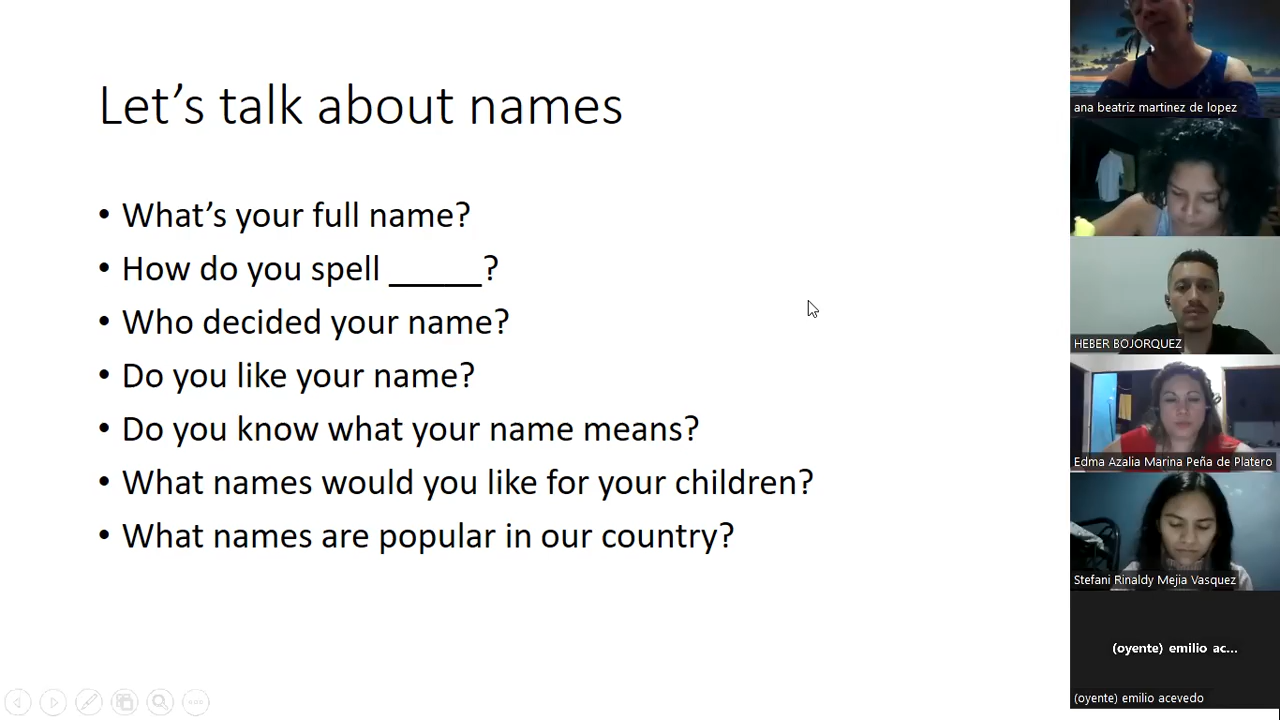 Let’s talk about names
• What’s your full name?
• How do you spell _____?
• Who decided your name?
• Do you like your name?
• Do you know what your name means?
• What names would you like for your children?
• What names are popular in our country?
ana beatriz martinez de lopez
HEBER BOJORQUEZ
Edma Azalia Marina Peña de Platero
Stefani Rinaldy Mejia Vasquez
(oyente) emilio ac...
(oyente) emilio acevedo